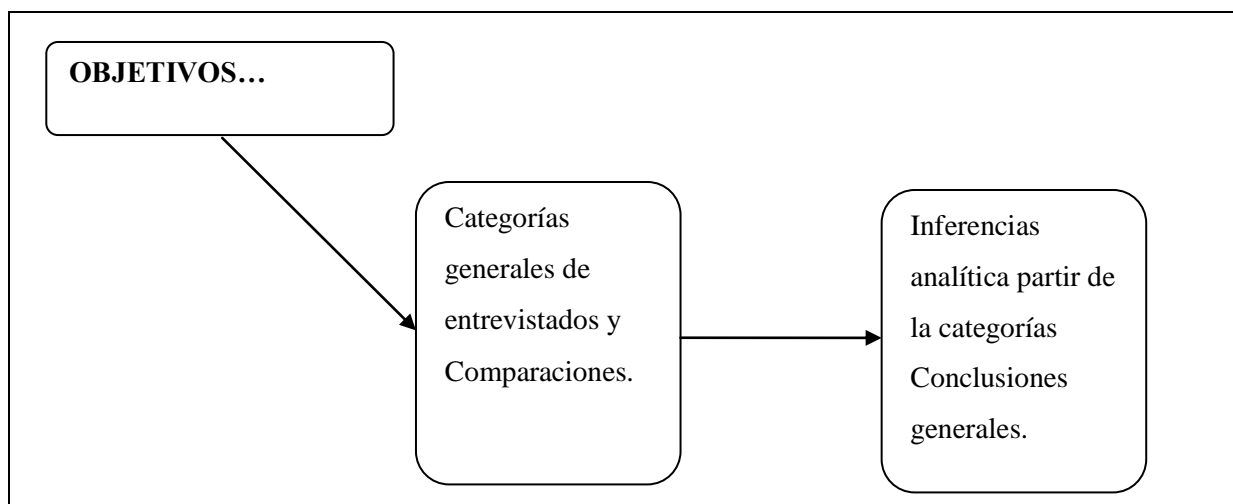 OBJETIVOS…
Categorías
generales de
entrevistados y
Comparaciones.
Inferencias
analítica partir de
la categorías
Conclusiones
generales.